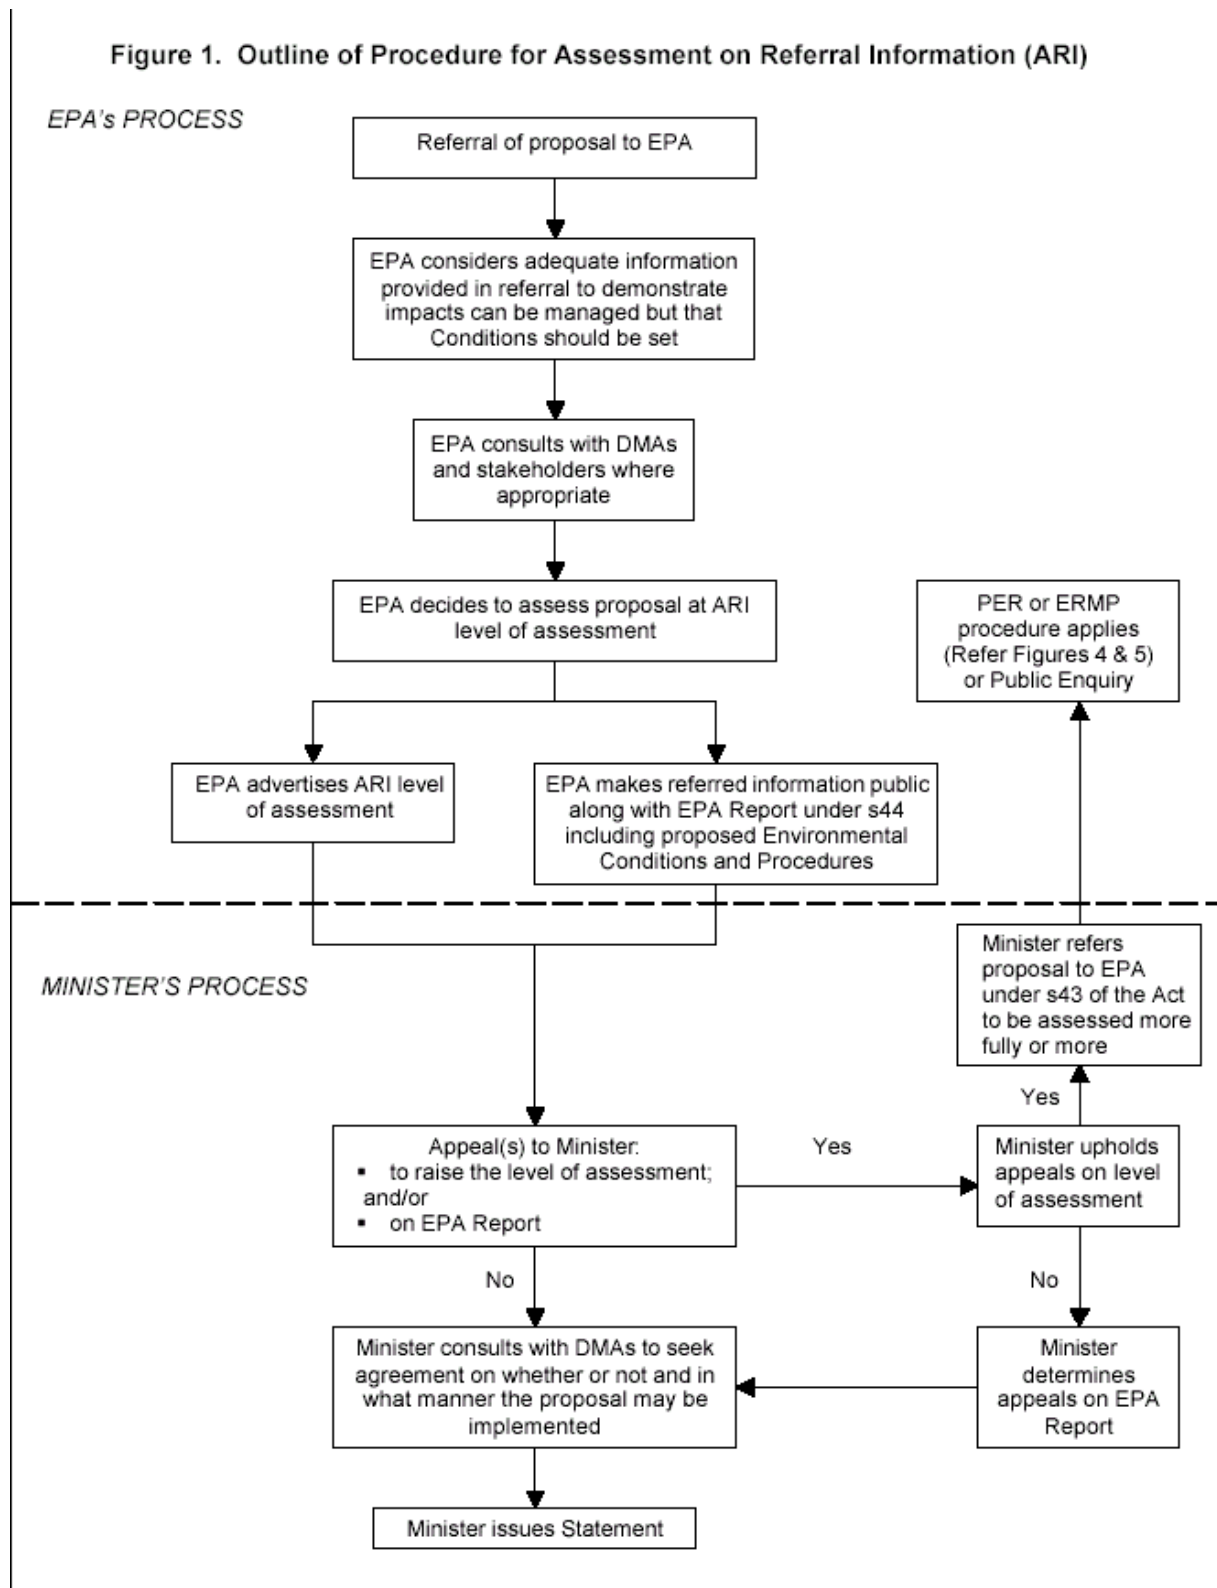 Figure 1. Outline of Procedure for Assessment on Referral Information (ARI)
EPA's PROCESS
Referral of proposal to EPA
EPA considers adequate information
provided in referral to demonstrate
impacts can be managed but that
Conditions should be set
EPA consults with DMAs
and stakeholders where
appropriate
EPA decides to assess proposal at ARI
level of assessment
PER or ERMP
procedure applies
(Refer Figures 4 & 5)
or Public Enquiry
EPA advertises ARI level
of assessment
EPA makes referred information public
along with EPA Report under s44
including proposed Environmental
Conditions and Procedures
MINISTER'S PROCESS
Minister refers
proposal to EPA
under s43 of the Act
to be assessed more
fully or more
Yes
Appeal(s) to Minister:
▪ to raise the level of assessment;
and/or
▪ on EPA Report
Yes
Minister upholds
appeals on level
of assessment
No
No
Minister consults with DMAs to seek
agreement on whether or not and in
what manner the proposal may be
implemented
Minister
determines
appeals on EPA
Report
Minister issues Statement